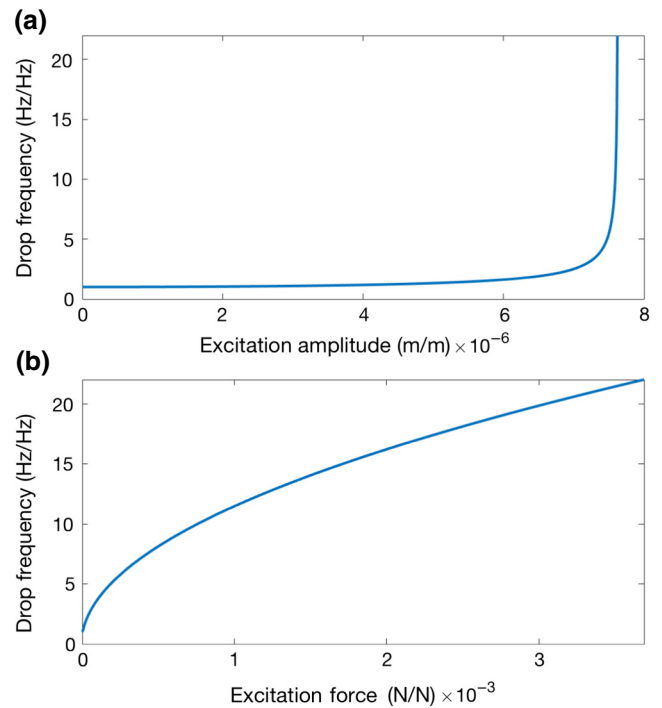 (a)
Drop frequency (Hz/Hz)
20
15
10
5
0
0 2 4 6 8
Excitation amplitude (m/m) × 10⁻⁶
(b)
Drop frequency (Hz/Hz)
20
15
10
5
0
0 1 2 3
Excitation force (N/N) × 10⁻³